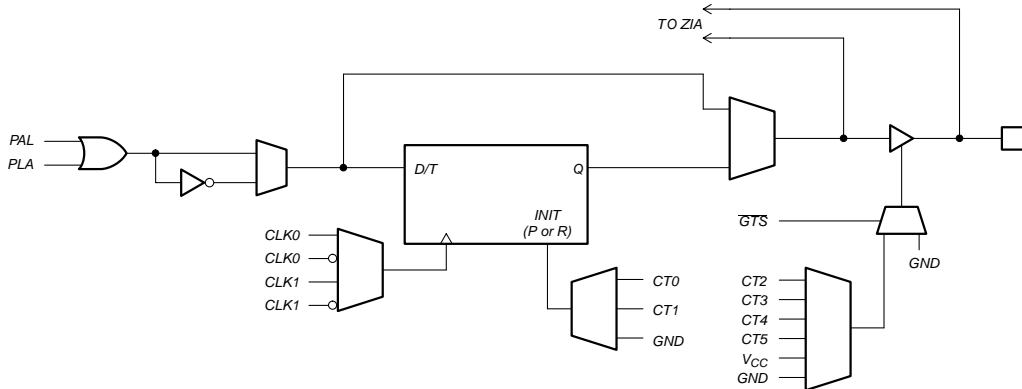 TO ZIA
PAL
PLA
D/T
Q
INIT
(P or R)
CLK0
CLK0
CLK1
CLK1
CT0
CT1
GND
GTS
GND
CT2
CT3
CT4
CT5
VCC
GND